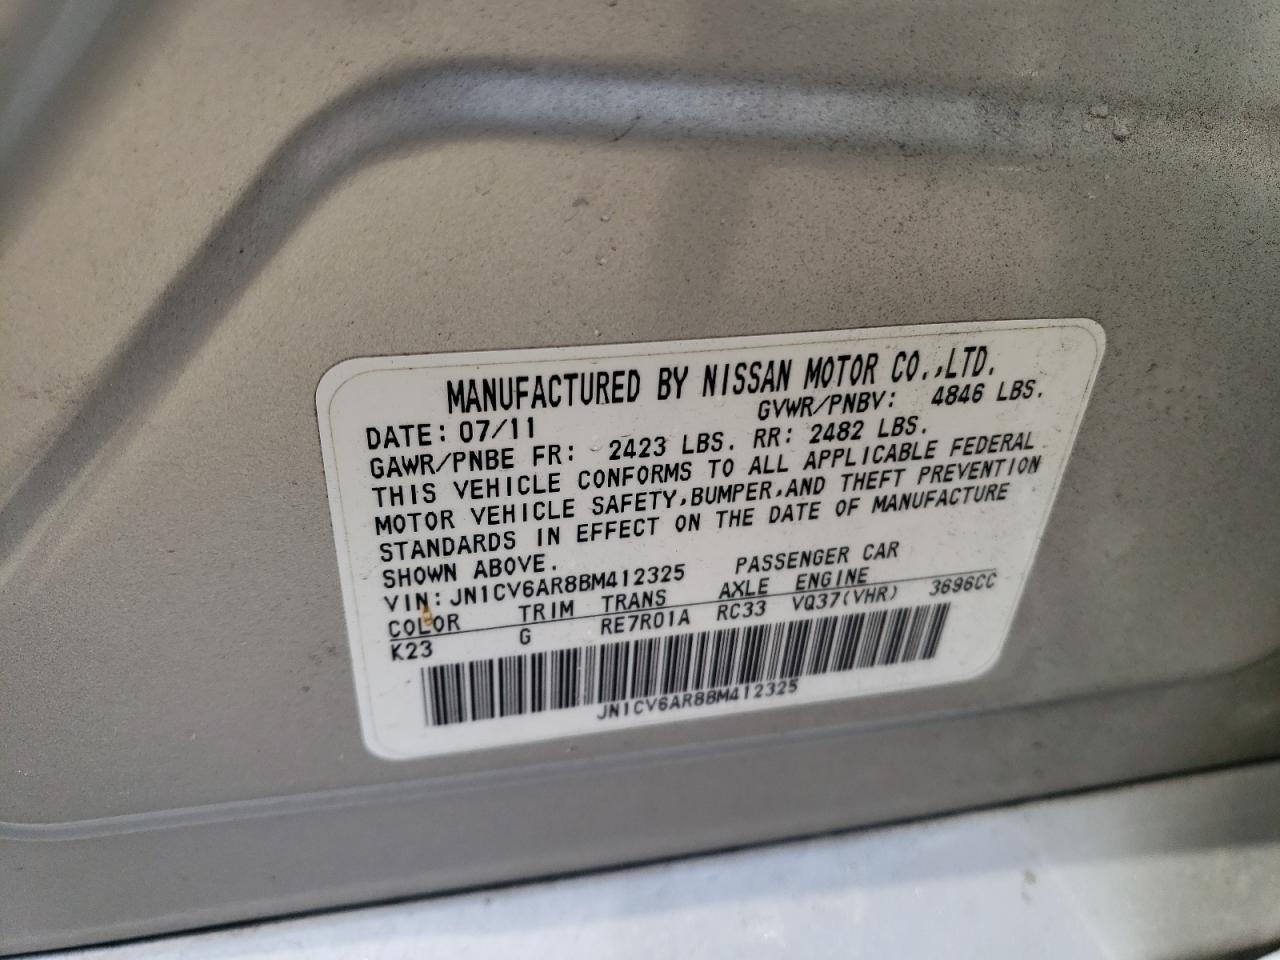 MANUFACTURED BY NISSAN MOTOR CO.,LTD.
DATE: 07/11 GVWR/PNBV: 4846 LBS.
GAWR/PNBE FR: 2423 LBS. RR: 2482 LBS.
THIS VEHICLE CONFORMS TO ALL APPLICABLE FEDERAL
MOTOR VEHICLE SAFETY,BUMPER,AND THEFT PREVENTION
STANDARDS IN EFFECT ON THE DATE OF MANUFACTURE
SHOWN ABOVE.
VIN:JN1CV6AR8BM412325 PASSENGER CAR
COLOR TRIM TRANS AXLE ENGINE
K23 G RE7R01A RC33 VQ37(VHR) 3696CC
JN1CV6AR8BM412325